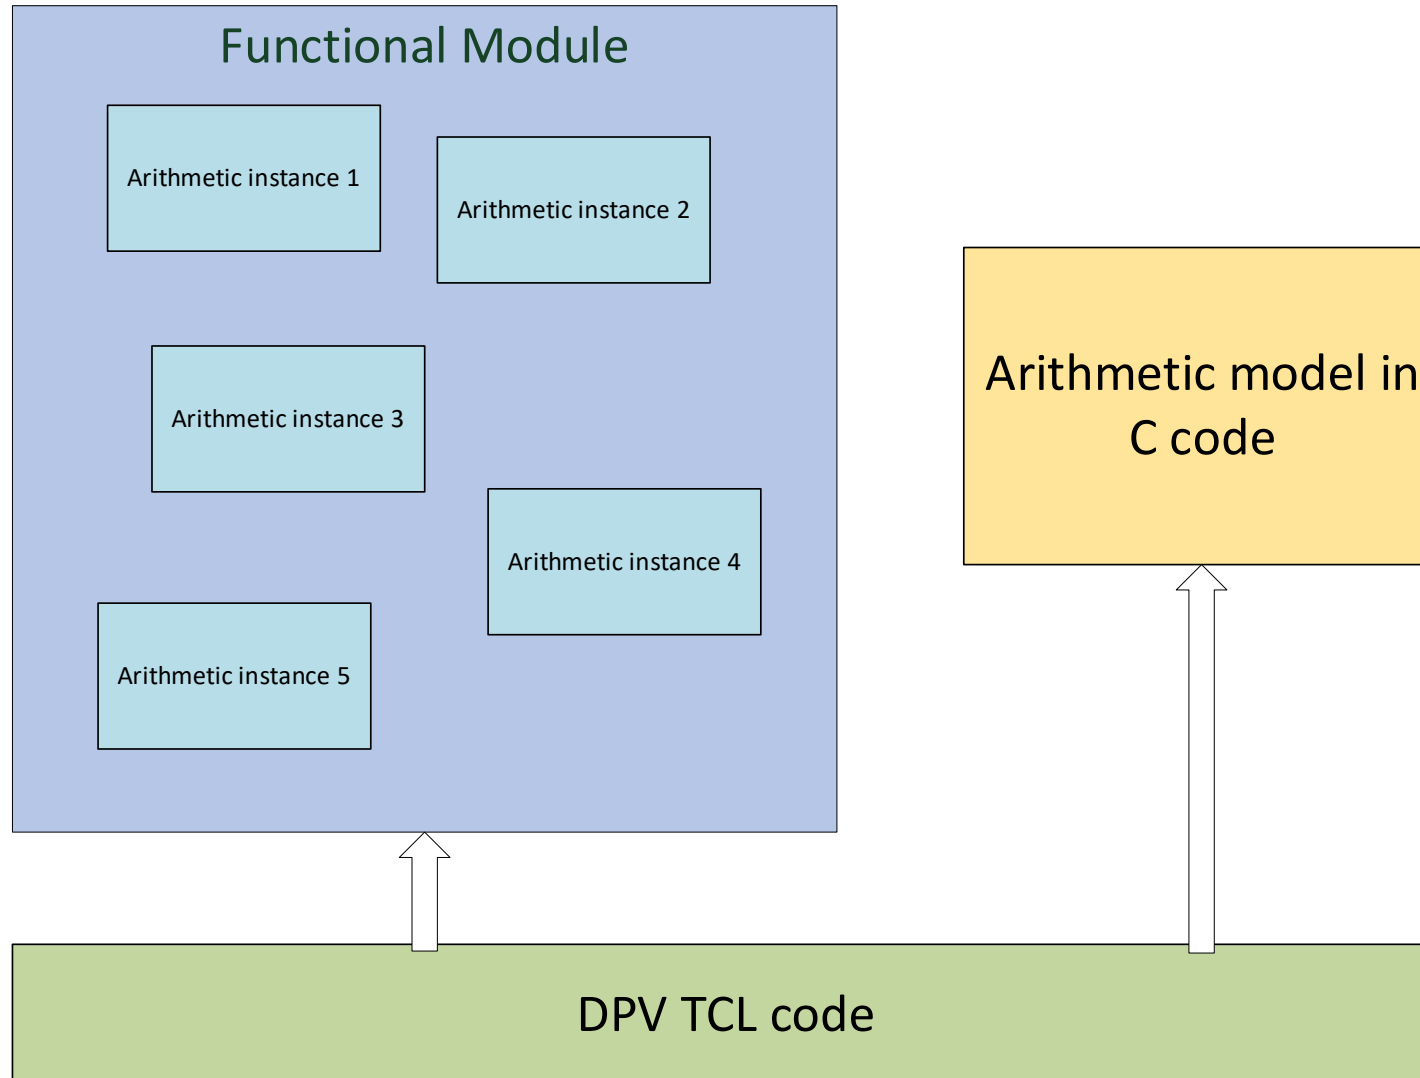 Functional Module
Arithmetic instance 1
Arithmetic instance 2
Arithmetic instance 3
Arithmetic instance 4
Arithmetic instance 5
Arithmetic model in
C code
DPV TCL code